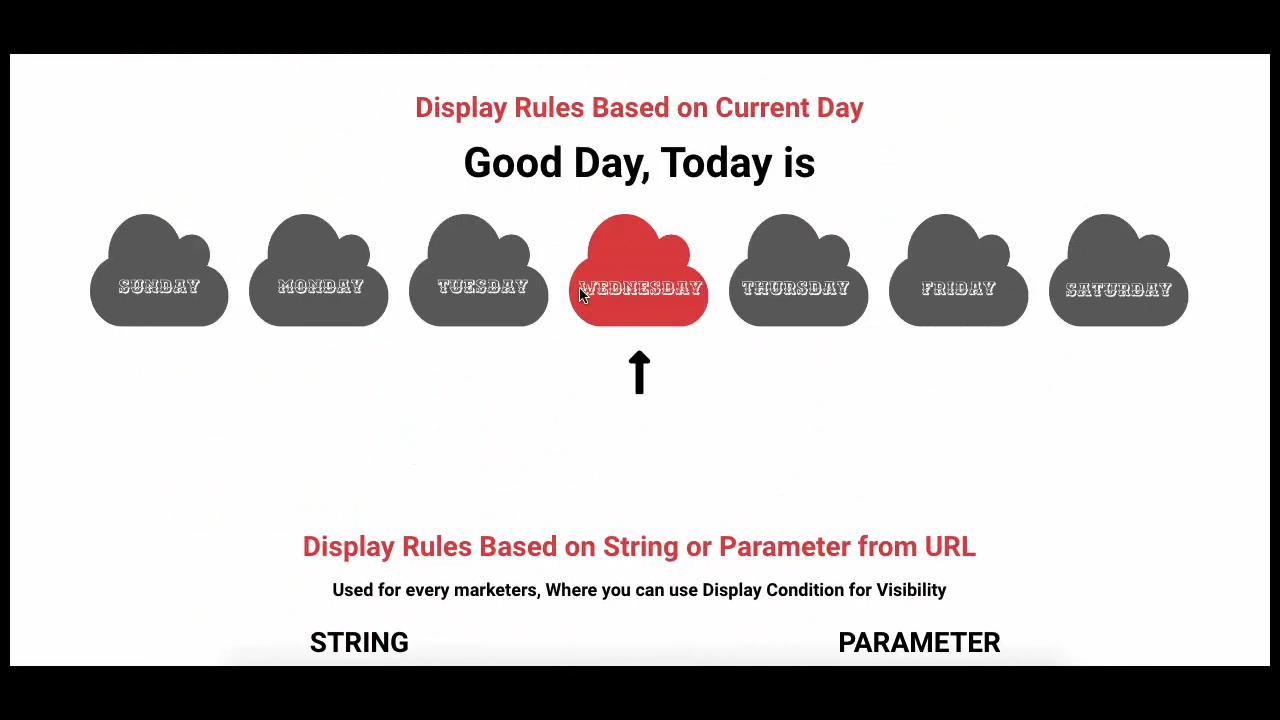 Display Rules Based on Current Day
Good Day, Today is
SUNDAY MONDAY TUESDAY WEDNESDAY THURSDAY FRIDAY SATURDAY
Display Rules Based on String or Parameter from URL
Used for every marketers, Where you can use Display Condition for Visibility
STRING PARAMETER